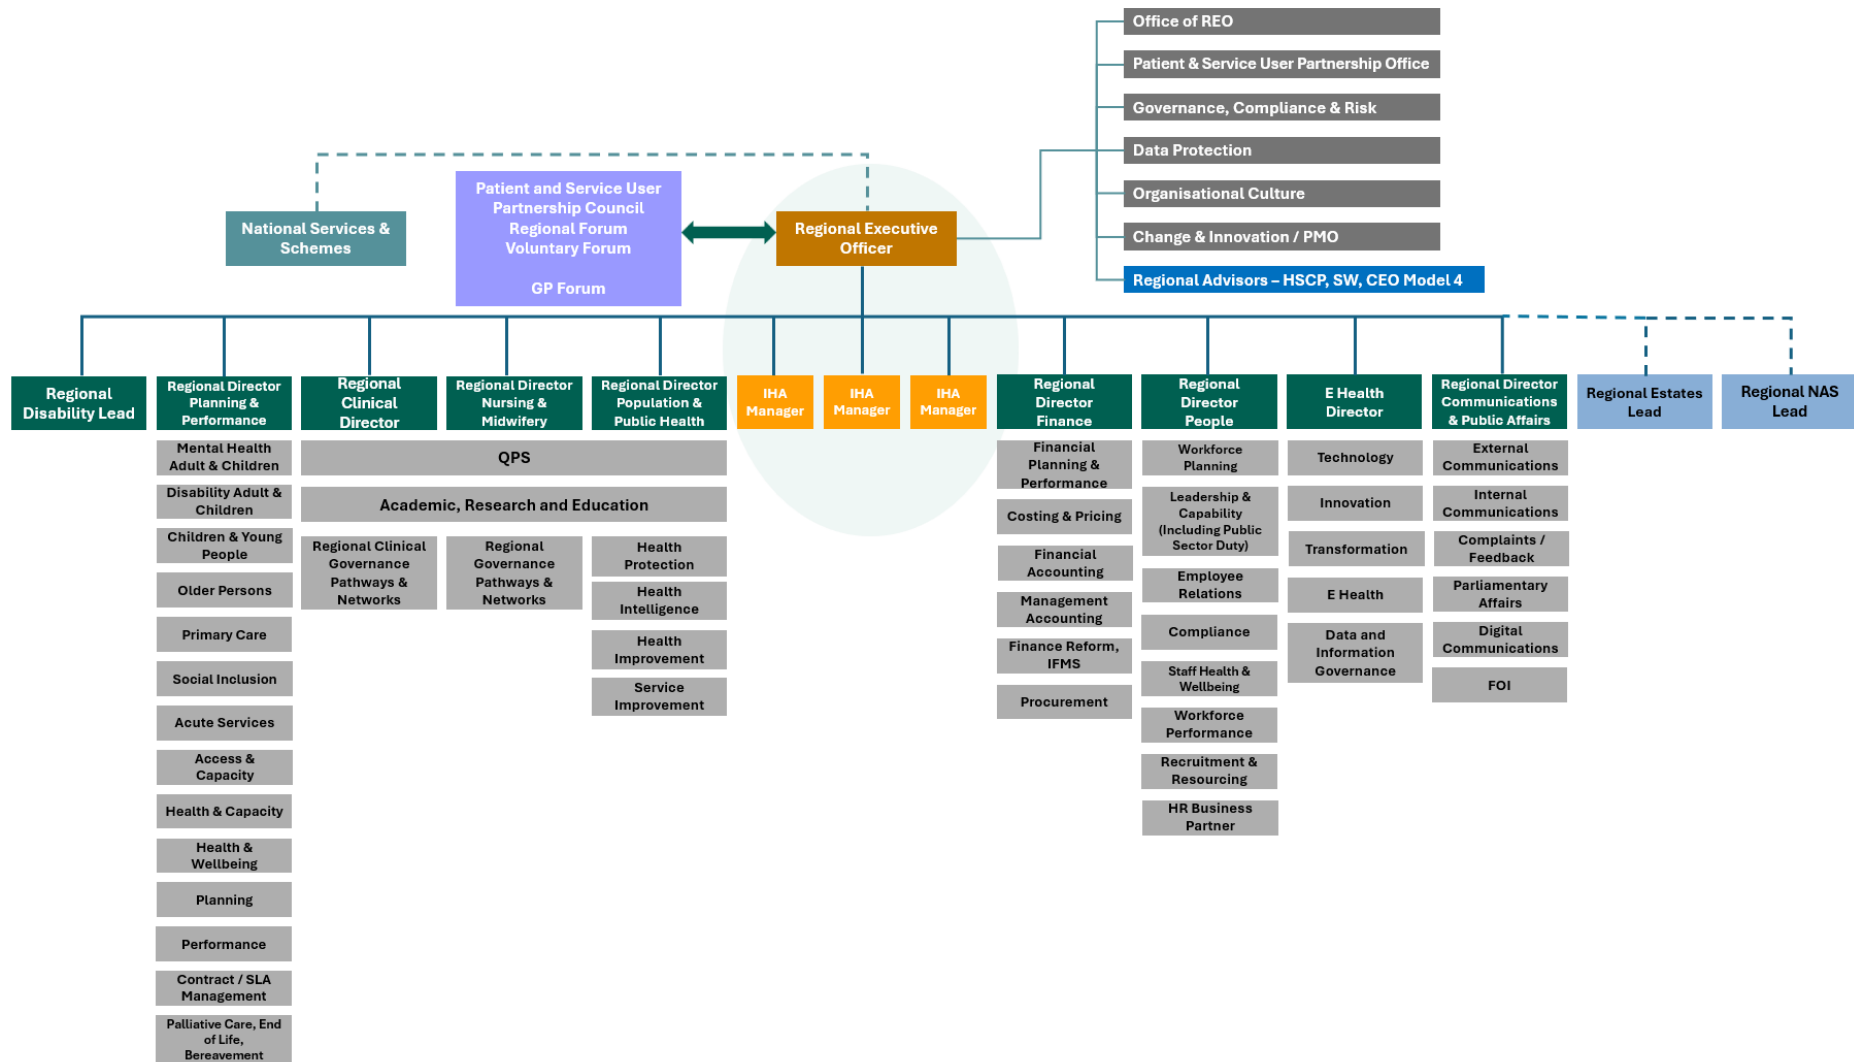 Office of REO
Patient & Service User Partnership Office
Governance, Compliance & Risk
Data Protection
Organisational Culture
Change & Innovation / PMO
Regional Advisors – HSCP, SW, CEO Model 4
National Services &
Schemes
Patient and Service User
Partnership Council
Regional Forum
Voluntary Forum
GP Forum
Regional Executive
Officer
Regional
Disability Lead
Regional Director
Planning &
Performance
Regional
Clinical
Director
Regional Director
Nursing &
Midwifery
Regional Director
Population &
Public Health
IHA
Manager
IHA
Manager
IHA
Manager
Regional
Director
Finance
Regional
Director
People
E Health
Director
Regional Director
Communications
& Public Affairs
Regional Estates
Lead
Regional NAS
Lead
Mental Health
Adult & Children
Disability Adult &
Children
Children & Young
People
Older Persons
Primary Care
Social Inclusion
Acute Services
Access &
Capacity
Health & Capacity
Health &
Wellbeing
Planning
Performance
Contract / SLA
Management
Palliative Care, End
of Life,
Bereavement
QPS
Academic, Research and Education
Regional Clinical
Governance
Pathways &
Networks
Regional
Governance
Pathways &
Networks
Health
Protection
Health
Intelligence
Health
Improvement
Service
Improvement
Financial
Planning &
Performance
Costing & Pricing
Financial
Accounting
Management
Accounting
Finance Reform,
IFMS
Procurement
Workforce
Planning
Leadership &
Capability
(Including Public
Sector Duty)
Employee
Relations
Compliance
Staff Health &
Wellbeing
Workforce
Performance
Recruitment &
Resourcing
HR Business
Partner
Technology
Innovation
Transformation
E Health
Data and
Information
Governance
External
Communications
Internal
Communications
Complaints /
Feedback
Parliamentary
Affairs
Digital
Communications
FOI